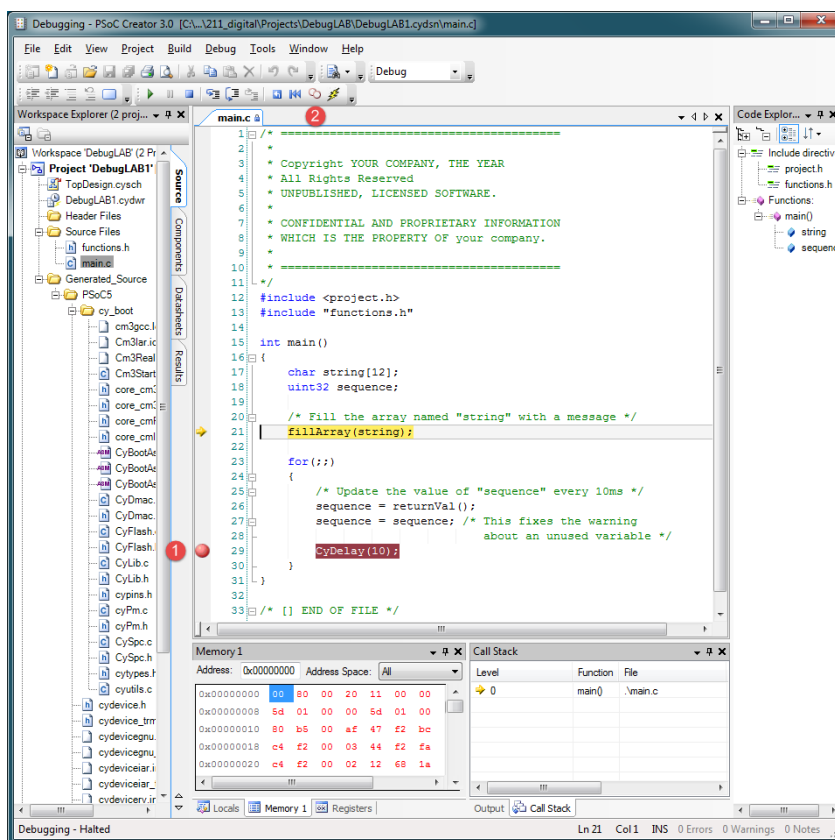 Debugging - PSoC Creator 3.0 [C:\...\211_digital\Projects\DebugLAB\DebugLAB1.cydsn\main.c]
File Edit View Project Build Debug Tools Window Help
Debug
Workspace Explorer (2 proj...
Workspace 'DebugLAB' (2 Pr
Project 'DebugLAB1'
TopDesign.cysch
DebugLAB1.cydwr
Header Files
Source Files
functions.h
main.c
Generated_Source
PSoC5
cy_boot
cm3gcc.l
Cm3Iar.ic
Cm3Real
Cm3Start
core_cm3
core_cm3
core_cmF
core_cmI
CyBootAs
CyBootAs
CyBootAs
CyDmac.
CyDmac.
CyFlash.
CyFlash.
CyLib.c
CyLib.h
cypins.h
cyPm.c
cyPm.h
CySpc.c
CySpc.h
cytypes.h
cyutils.c
cydevice.h
cydevice_trm
cydevicegnu.
cydevicegnu_
cydeviceiar.in
cydeviceiar_
cydevicerv.in
Source
Components
Datasheets
Results
main.c
2
1 /* ========================================
2 *
3 * Copyright YOUR COMPANY, THE YEAR
4 * All Rights Reserved
5 * UNPUBLISHED, LICENSED SOFTWARE.
6 *
7 * CONFIDENTIAL AND PROPRIETARY INFORMATION
8 * WHICH IS THE PROPERTY OF your company.
9 *
10 * ========================================
11 */
12 #include <project.h>
13 #include "functions.h"
14
15 int main()
16 {
17 char string[12];
18 uint32 sequence;
19
20 /* Fill the array named "string" with a message */
21 fillArray(string);
22
23 for(;;)
24 {
25 /* Update the value of "sequence" every 10ms */
26 sequence = returnVal();
27 sequence = sequence; /* This fixes the warning
28 about an unused variable */
1
29 CyDelay(10);
30 }
31 }
32
33 /* [] END OF FILE */
Code Explor...
Include directiv
project.h
functions.h
Functions:
main()
string
sequenc
Memory 1
Address: 0x00000000 Address Space: All
0x00000000 00 80 00 20 11 00 00
0x00000008 5d 01 00 00 5d 01 00
0x00000010 80 b5 00 af 47 f2 bc
0x00000018 c4 f2 00 03 44 f2 fa
0x00000020 c4 f2 00 02 12 68 1a
Locals Memory 1 Registers
Call Stack
Level Function File
0 main() .\main.c
Output Call Stack
Debugging - Halted
Ln 21 Col 1 INS 0 Errors 0 Warnings 0 Notes